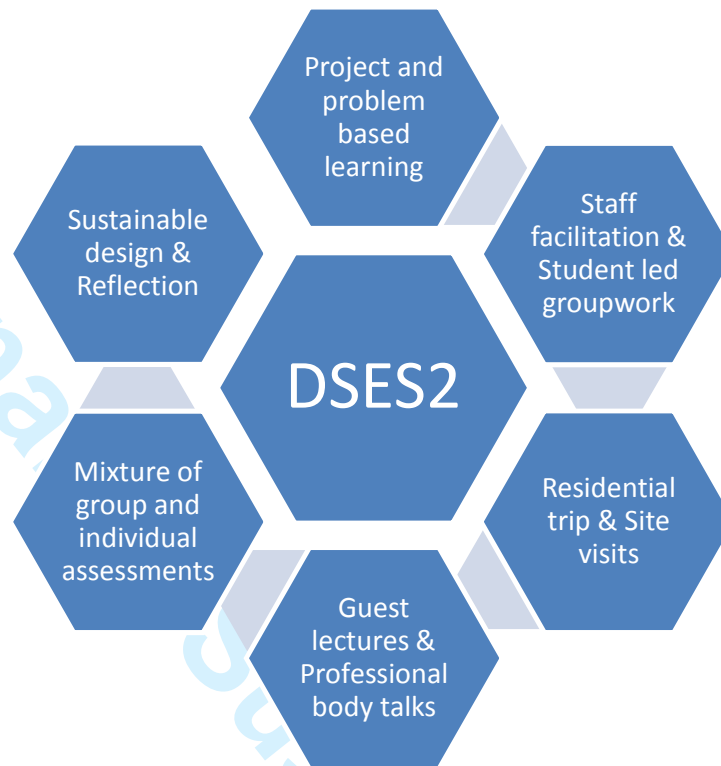 Project and
problem
based
learning
Staff
facilitation &
Student led
groupwork
Residential
trip & Site
visits
Guest
lectures &
Professional
body talks
Mixture of
group and
individual
assessments
Sustainable
design &
Reflection
DSES2